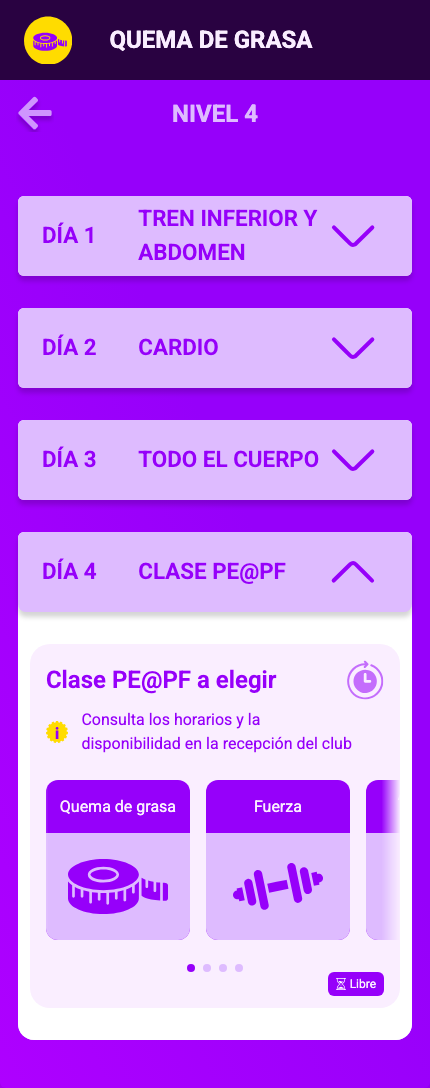 QUEMA DE GRASA
NIVEL 4
DÍA 1
TREN INFERIOR Y
ABDOMEN
DÍA 2
CARDIO
DÍA 3
TODO EL CUERPO
DÍA 4
CLASE PE@PF
Clase PE@PF a elegir
Consulta los horarios y la
disponibilidad en la recepción del club
Quema de grasa
Fuerza
Libre